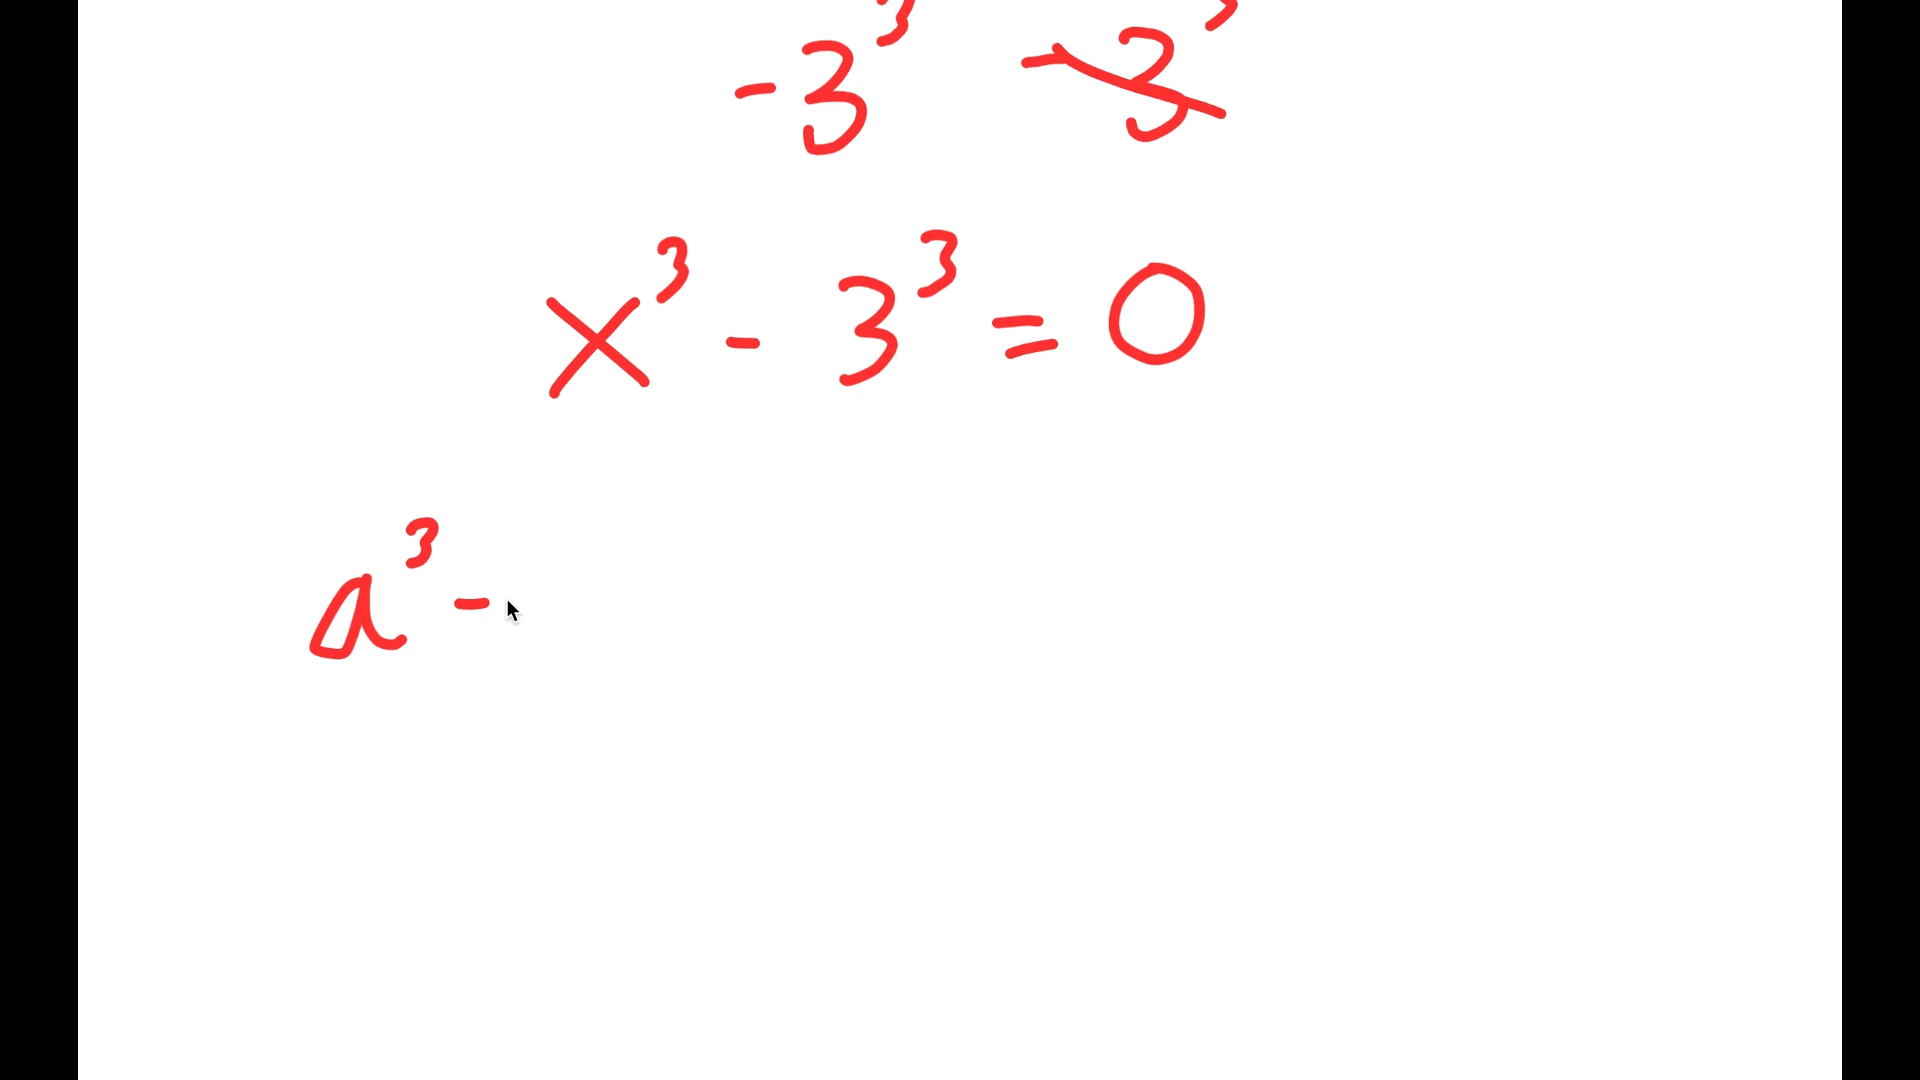 -3³ -3³
x³ - 3³ = 0
a³ -